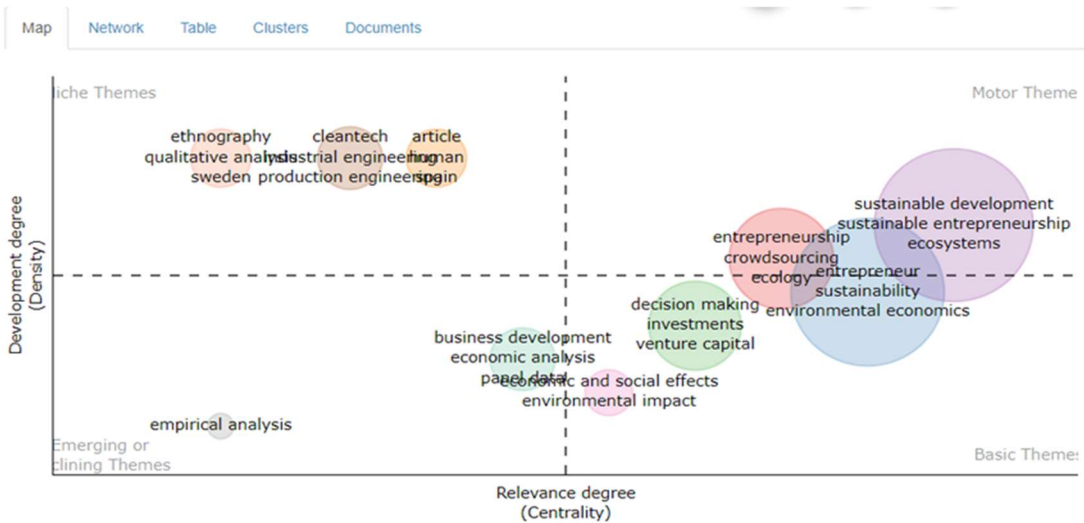 Map Network Table Clusters Documents
liche Themes
Motor Theme
ethnography
qualitative analysis
sweden
cleantech
industrial engineering
production engineering
article
human
spain
sustainable development
sustainable entrepreneurship
ecosystems
entrepreneurship
crowdsourcing
ecology
entrepreneur
sustainability
environmental economics
decision making
investments
venture capital
business development
economic analysis
panel data
economic and social effects
environmental impact
empirical analysis
Emerging or
clining Themes
Basic Themes
Development degree
(Density)
Relevance degree
(Centrality)